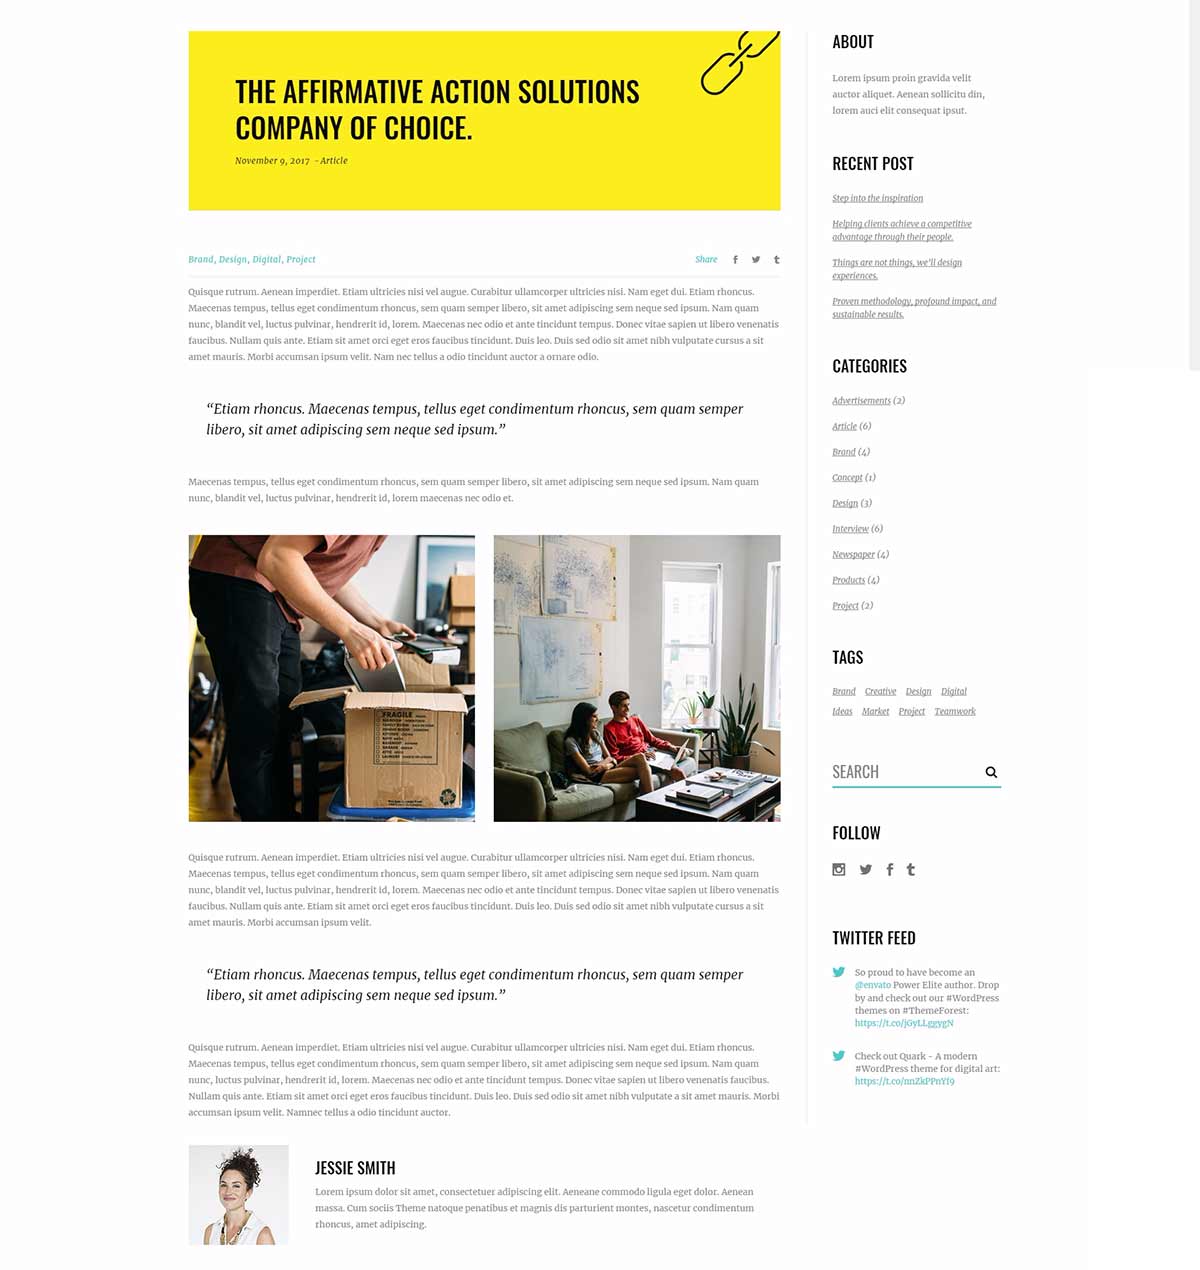 THE AFFIRMATIVE ACTION SOLUTIONS
COMPANY OF CHOICE.
November 9, 2017 - Article
Brand, Design, Digital, Project
Share
Quisque rutrum. Aenean imperdiet. Etiam ultricies nisi vel augue. Curabitur ullamcorper ultricies nisi. Nam eget dui. Etiam rhoncus.
Maecenas tempus, tellus eget condimentum rhoncus, sem quam semper libero, sit amet adipiscing sem neque sed ipsum. Nam quam
nunc, blandit vel, luctus pulvinar, hendrerit id, lorem. Maecenas nec odio et ante tincidunt tempus. Donec vitae sapien ut libero venenatis
faucibus. Nullam quis ante. Etiam sit amet orci eget eros faucibus tincidunt. Duis leo. Duis sed odio sit amet nibh vulputate cursus a sit
amet mauris. Morbi accumsan ipsum velit. Nam nec tellus a odio tincidunt auctor a ornare odio.
“Etiam rhoncus. Maecenas tempus, tellus eget condimentum rhoncus, sem quam semper
libero, sit amet adipiscing sem neque sed ipsum.”
Maecenas tempus, tellus eget condimentum rhoncus, sem quam semper libero, sit amet adipiscing sem neque sed ipsum. Nam quam
nunc, blandit vel, luctus pulvinar, hendrerit id, lorem maecenas nec odio et.
FRAGILE
Quisque rutrum. Aenean imperdiet. Etiam ultricies nisi vel augue. Curabitur ullamcorper ultricies nisi. Nam eget dui. Etiam rhoncus.
Maecenas tempus, tellus eget condimentum rhoncus, sem quam semper libero, sit amet adipiscing sem neque sed ipsum. Nam quam
nunc, blandit vel, luctus pulvinar, hendrerit id, lorem. Maecenas nec odio et ante tincidunt tempus. Donec vitae sapien ut libero venenatis
faucibus. Nullam quis ante. Etiam sit amet orci eget eros faucibus tincidunt. Duis leo. Duis sed odio sit amet nibh vulputate cursus a sit
amet mauris. Morbi accumsan ipsum velit.
“Etiam rhoncus. Maecenas tempus, tellus eget condimentum rhoncus, sem quam semper
libero, sit amet adipiscing sem neque sed ipsum.”
Quisque rutrum. Aenean imperdiet. Etiam ultricies nisi vel augue. Curabitur ullamcorper ultricies nisi. Nam eget dui. Etiam rhoncus.
Maecenas tempus, tellus eget condimentum rhoncus, sem quam semper libero, sit amet adipiscing sem neque sed ipsum. Nam quam
nunc, luctus pulvinar, hendrerit id, lorem. Maecenas nec odio et ante tincidunt tempus. Donec vitae sapien ut libero venenatis faucibus.
Nullam quis ante. Etiam sit amet orci eget eros faucibus tincidunt. Duis leo. Duis sed odio sit amet nibh vulputate a sit amet mauris. Morbi
accumsan ipsum velit. Namnec tellus a odio tincidunt auctor.
JESSIE SMITH
Lorem ipsum dolor sit amet, consectetuer adipiscing elit. Aeneane commodo ligula eget dolor. Aenean
massa. Cum sociis Theme natoque penatibus et magnis dis parturient montes, nascetur condimentum
rhoncus, amet adipiscing.
ABOUT
Lorem ipsum proin gravida velit
auctor aliquet. Aenean sollicitu din,
lorem auci elit consequat ipsut.
RECENT POST
Step into the inspiration
Helping clients achieve a competitive
advantage through their people.
Things are not things, we’ll design
experiences.
Proven methodology, profound impact, and
sustainable results.
CATEGORIES
Advertisements (2)
Article (6)
Brand (4)
Concept (1)
Design (3)
Interview (6)
Newspaper (4)
Products (4)
Project (2)
TAGS
Brand Creative Design Digital
Ideas Market Project Teamwork
SEARCH
FOLLOW
TWITTER FEED
So proud to have become an
@envato Power Elite author. Drop
by and check out our #WordPress
themes on #ThemeForest:
https://t.co/jGyLLggygN
Check out Quark - A modern
#WordPress theme for digital art:
https://t.co/nnZkPPnYf9